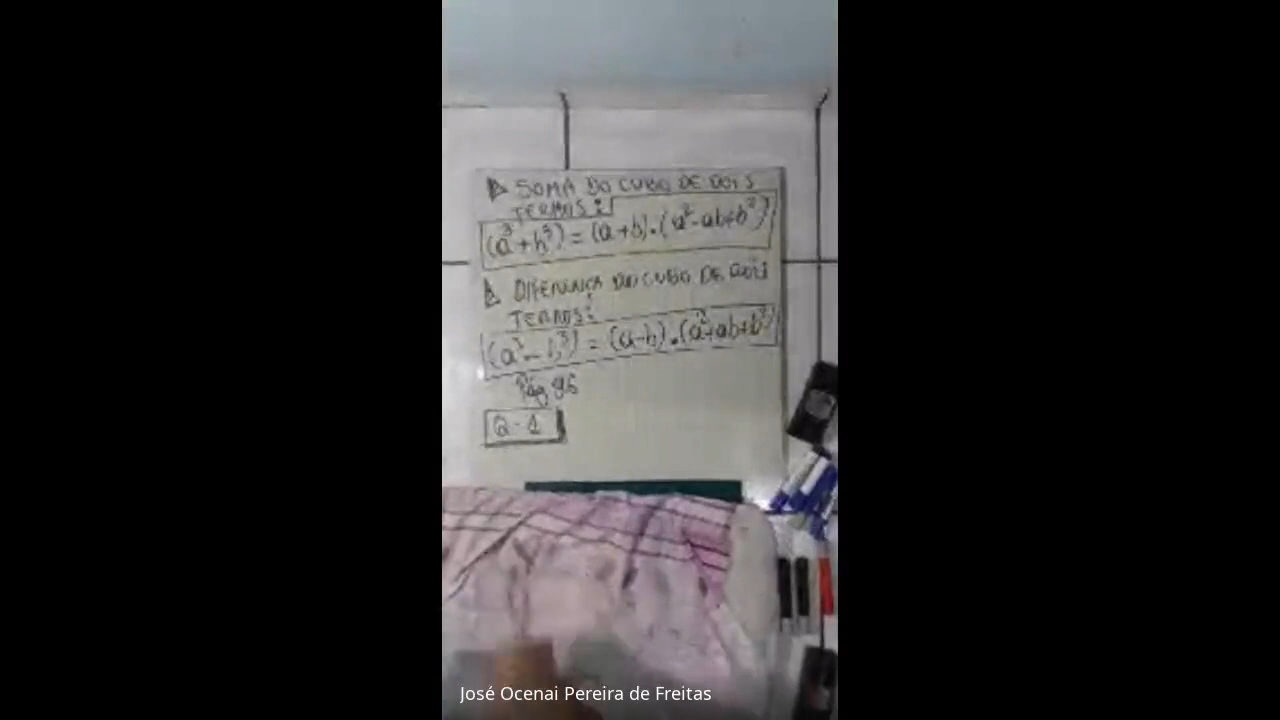 SOMA DO CUBO DE DOIS
TERMOS:
(a³+b³) = (a+b).(a²-ab+b²)
DIFERENÇA DO CUBO DE DOIS
TERMOS:
(a³-b³) = (a-b).(a²+ab+b²)
Pág 96
Q-1
José Ocenai Pereira de Freitas